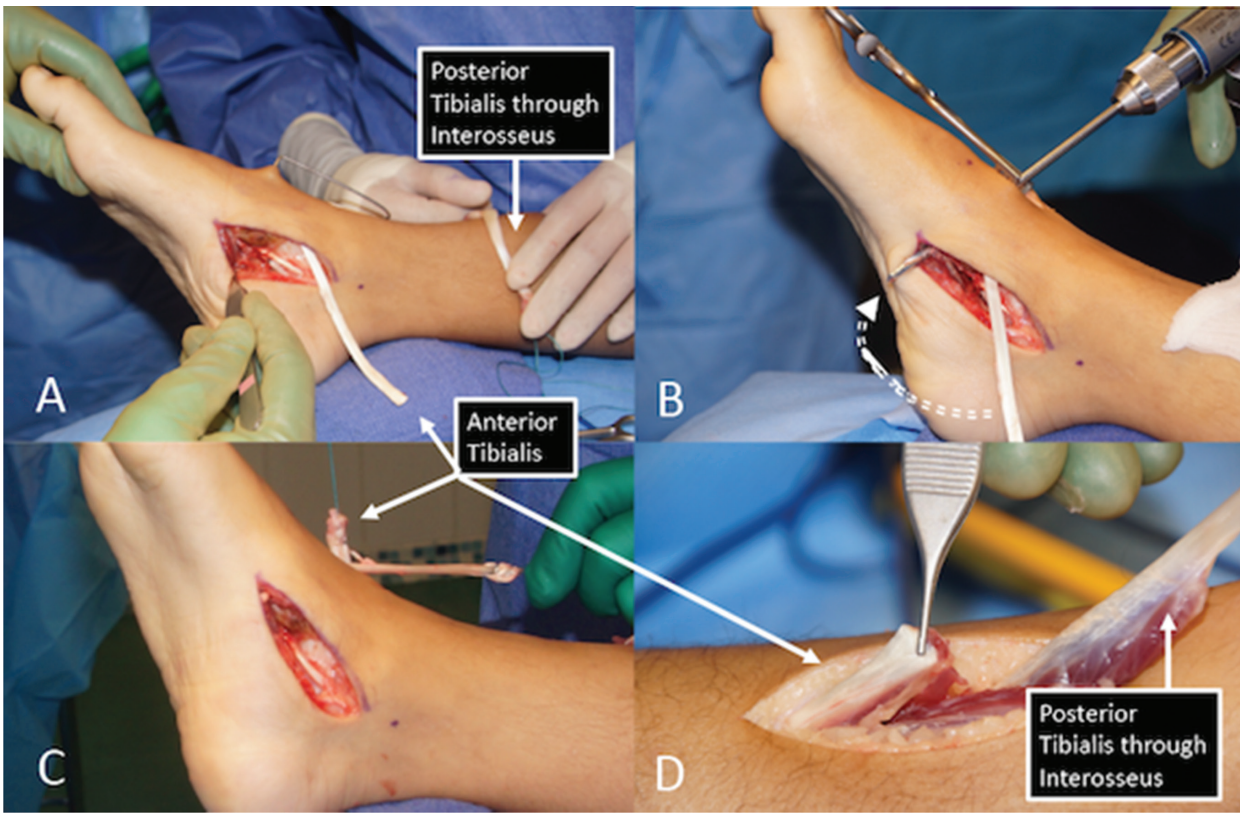 Posterior
Tibialis through
Interosseus
A
B
Anterior
Tibialis
C
D
Posterior
Tibialis through
Interosseus